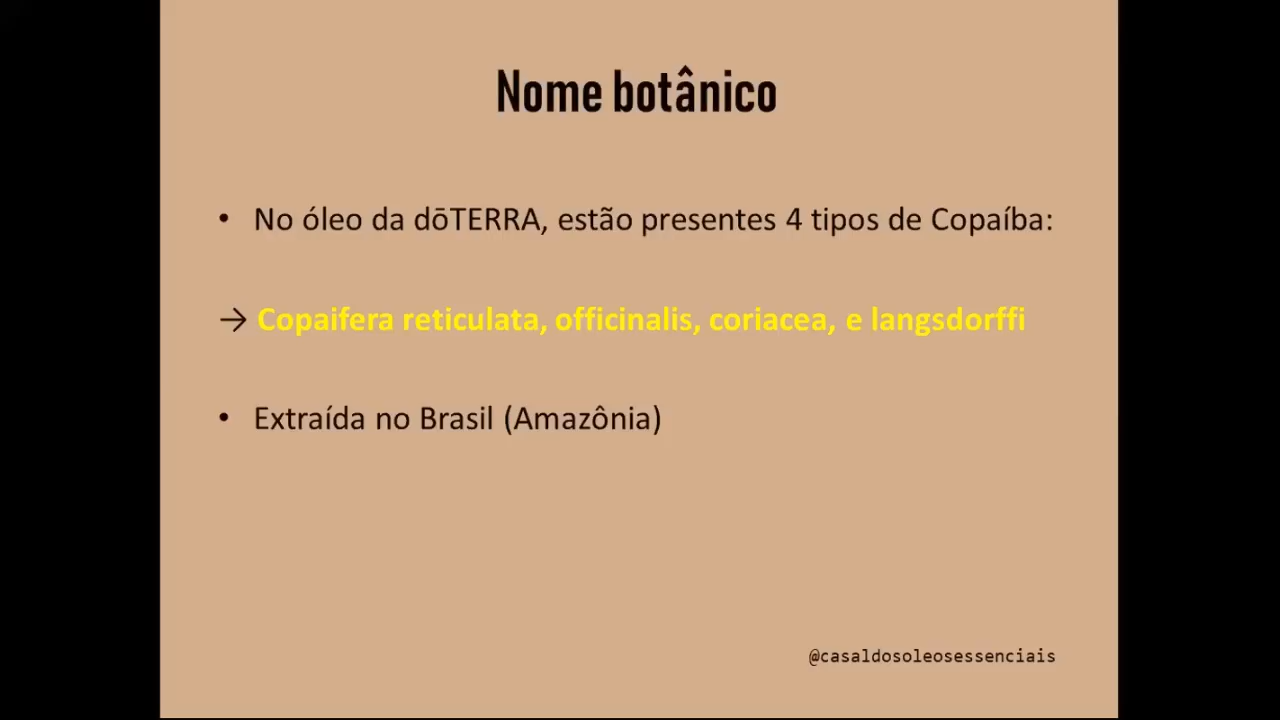 Nome botânico
• No óleo da dōTERRA, estão presentes 4 tipos de Copaíba:
→ Copaifera reticulata, officinalis, coriacea, e langsdorffi
• Extraída no Brasil (Amazônia)
@casaldosoleosessenciais